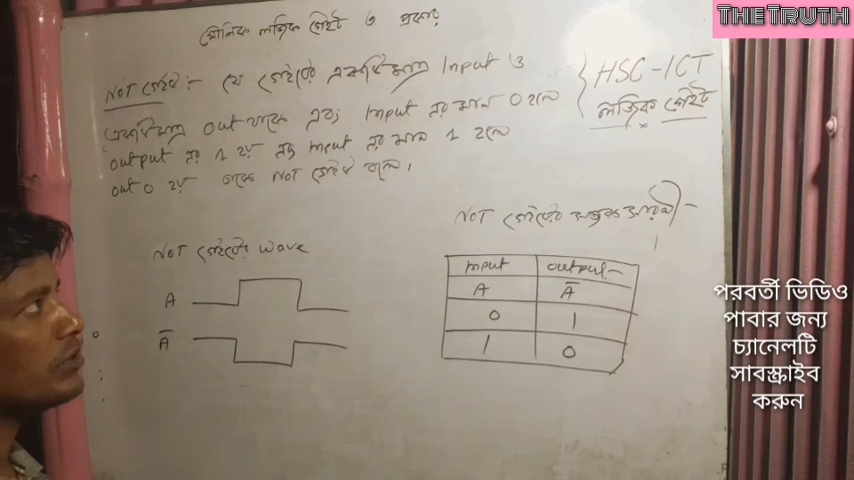 THE TRUTH
মৌলিক লজিক গেইট ৩ প্রকার
HSC-ICT
লজিক গেইট
NOT গেইট :- যে গেইটে একটিমাত্র Input ও
একটিমাত্র out থাকে এবং Input এর মান 0 হলে
output এর 1 হয় এবং Input এর মান 1 হলে
out 0 হয় তাকে NOT গেইট বলে।
NOT গেইটের Wave
A
Ā
NOT গেইটের সত্যক সারণী-
Input output-
A Ā
0 1
1 0
পরবর্তী ভিডিও
পাবার জন্য
চ্যানেলটি
সাবস্ক্রাইব
করুন